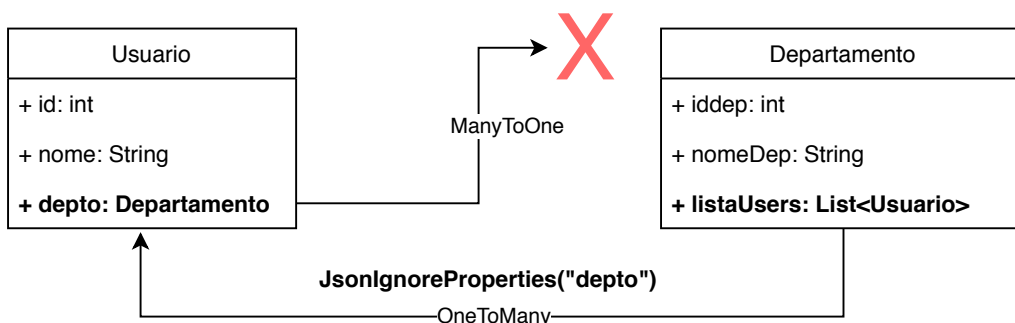 Usuario
+ id: int
+ nome: String
+ depto: Departamento
ManyToOne
X
Departamento
+ iddep: int
+ nomeDep: String
+ listaUsers: List<Usuario>
JsonIgnoreProperties("depto")
OneToMany